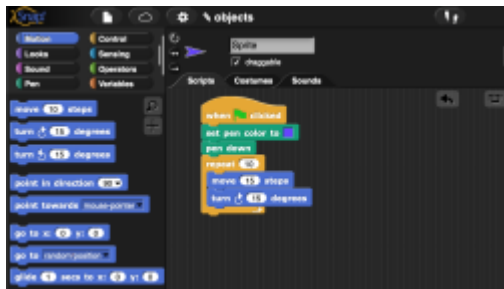 Snap!
objects
Motion Control
Looks Sensing
Sound Operators
Pen Variables
Sprite
draggable
Scripts Costumes Sounds
move 10 steps
turn 15 degrees
turn 15 degrees
point in direction 90
point towards mouse-pointer
go to x: 0 y: 0
go to random position
glide 1 secs to x: 0 y: 0
when clicked
set pen color to
pen down
repeat 10
move 15 steps
turn 15 degrees